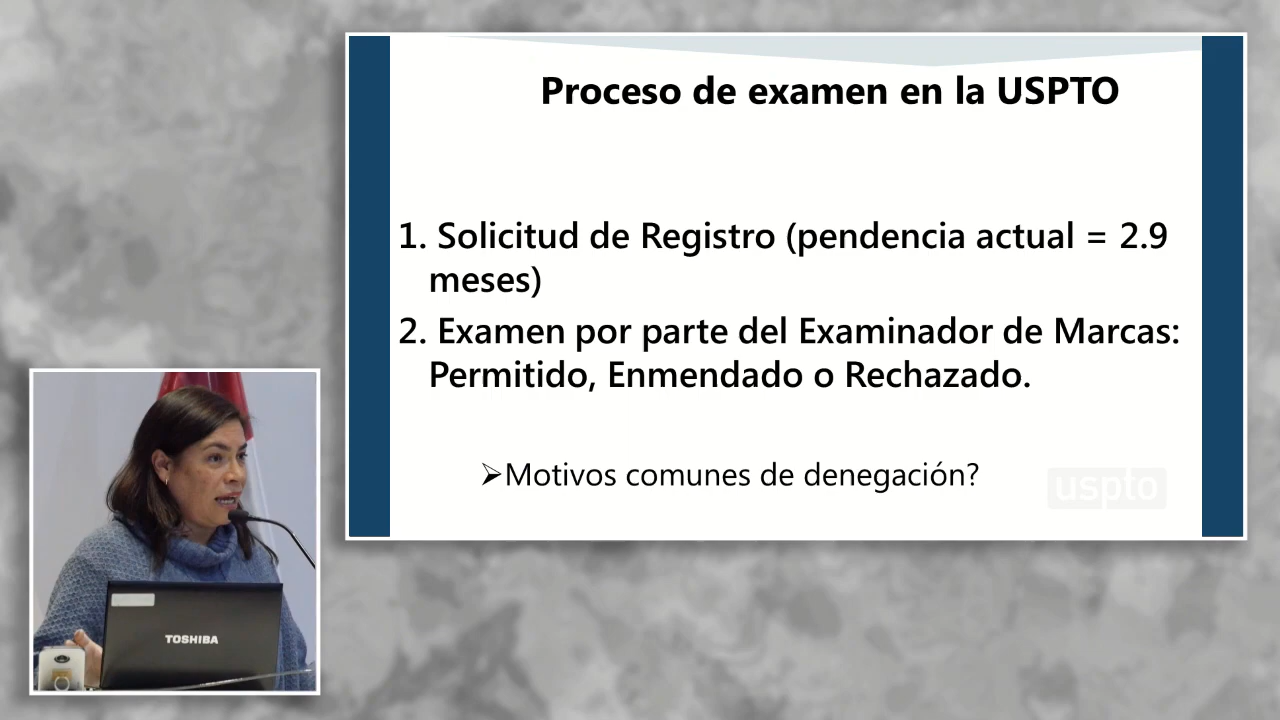 Proceso de examen en la USPTO
1. Solicitud de Registro (pendencia actual = 2.9
meses)
2. Examen por parte del Examinador de Marcas:
Permitido, Enmendado o Rechazado.
➢Motivos comunes de denegación?
uspto
TOSHIBA